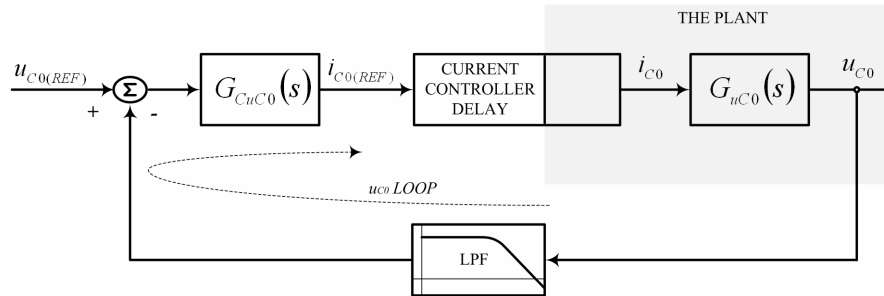 THE PLANT
u_{C0(REF)}
Σ
+
-
G_{CuC0}(s)
i_{C0(REF)}
CURRENT
CONTROLLER
DELAY
i_{C0}
G_{uC0}(s)
u_{C0}
u_{C0} LOOP
LPF